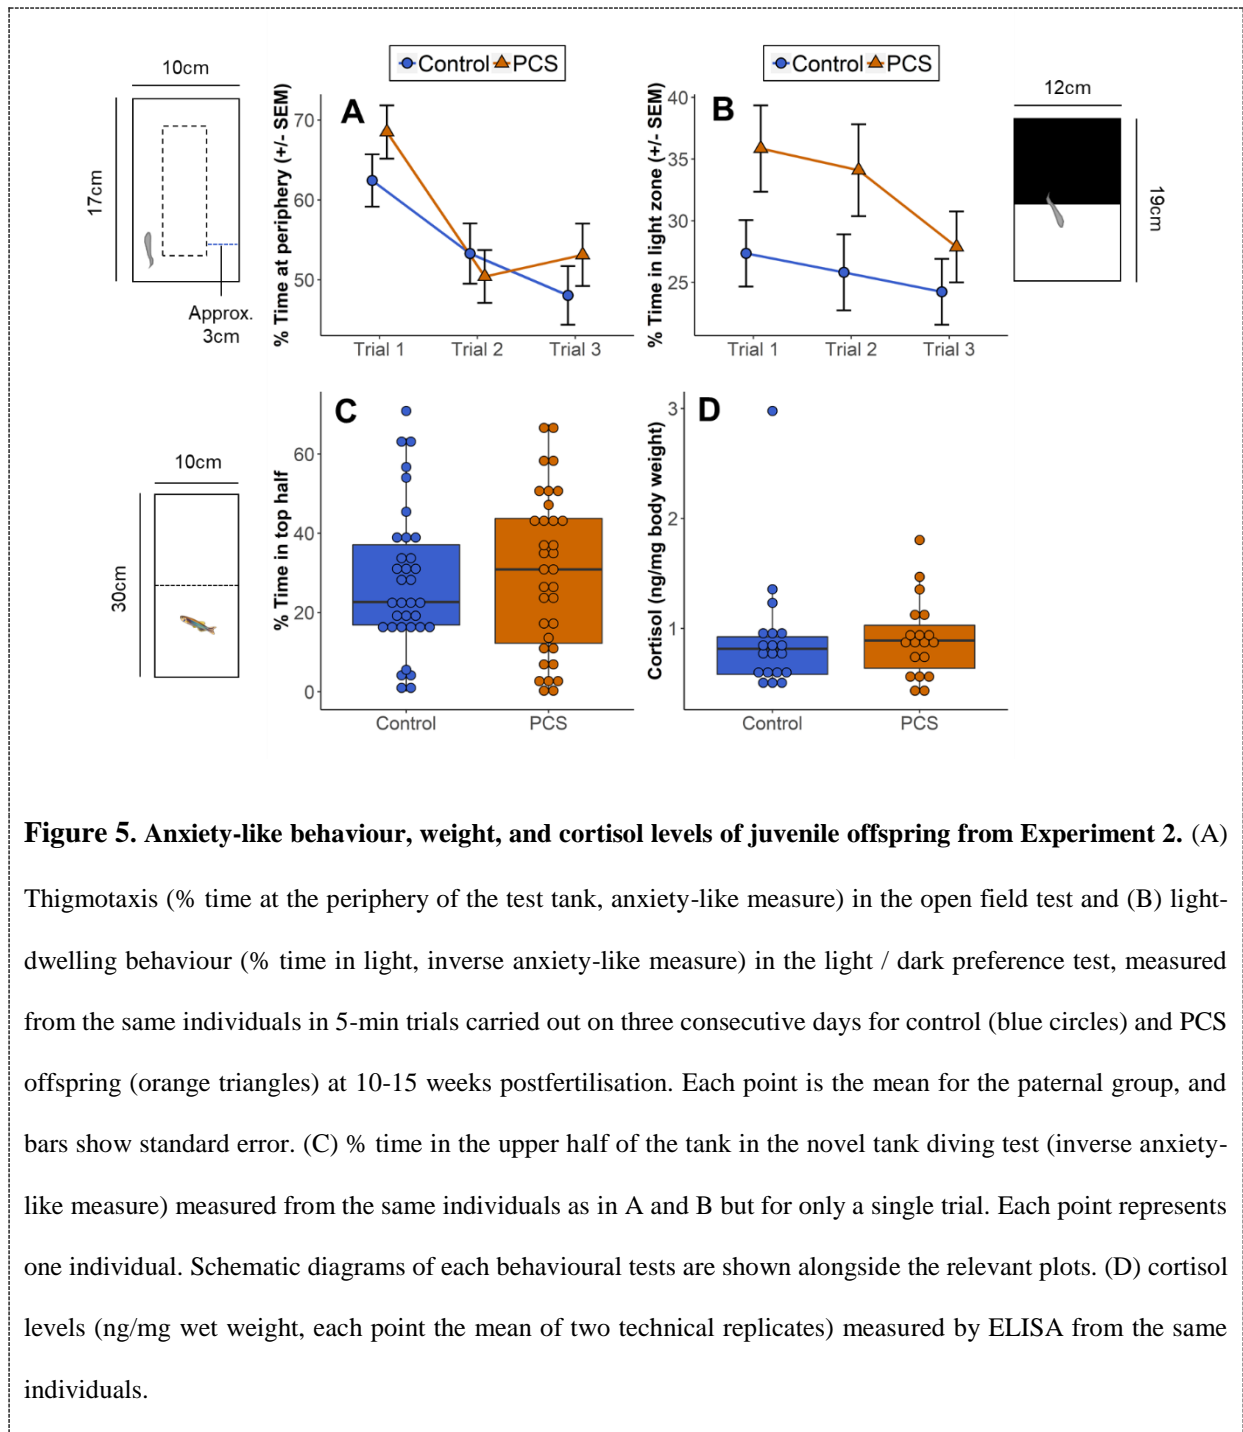 10cm
17cm
Approx.
3cm
Control PCS
A
% Time at periphery (+/- SEM)
70
60
50
Trial 1 Trial 2 Trial 3
Control PCS
B
% Time in light zone (+/- SEM)
40
35
30
25
Trial 1 Trial 2 Trial 3
12cm
19cm
10cm
30cm
C
% Time in top half
60
40
20
0
Control PCS
D
Cortisol (ng/mg body weight)
3
2
1
Control PCS
Figure 5. Anxiety-like behaviour, weight, and cortisol levels of juvenile offspring from Experiment 2. (A)
Thigmotaxis (% time at the periphery of the test tank, anxiety-like measure) in the open field test and (B) light-
dwelling behaviour (% time in light, inverse anxiety-like measure) in the light / dark preference test, measured
from the same individuals in 5-min trials carried out on three consecutive days for control (blue circles) and PCS
offspring (orange triangles) at 10-15 weeks postfertilisation. Each point is the mean for the paternal group, and
bars show standard error. (C) % time in the upper half of the tank in the novel tank diving test (inverse anxiety-
like measure) measured from the same individuals as in A and B but for only a single trial. Each point represents
one individual. Schematic diagrams of each behavioural tests are shown alongside the relevant plots. (D) cortisol
levels (ng/mg wet weight, each point the mean of two technical replicates) measured by ELISA from the same
individuals.